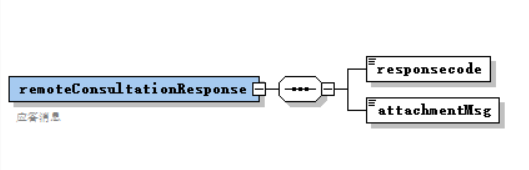 remoteConsultationResponse
应答消息
responsecode
attachmentMsg